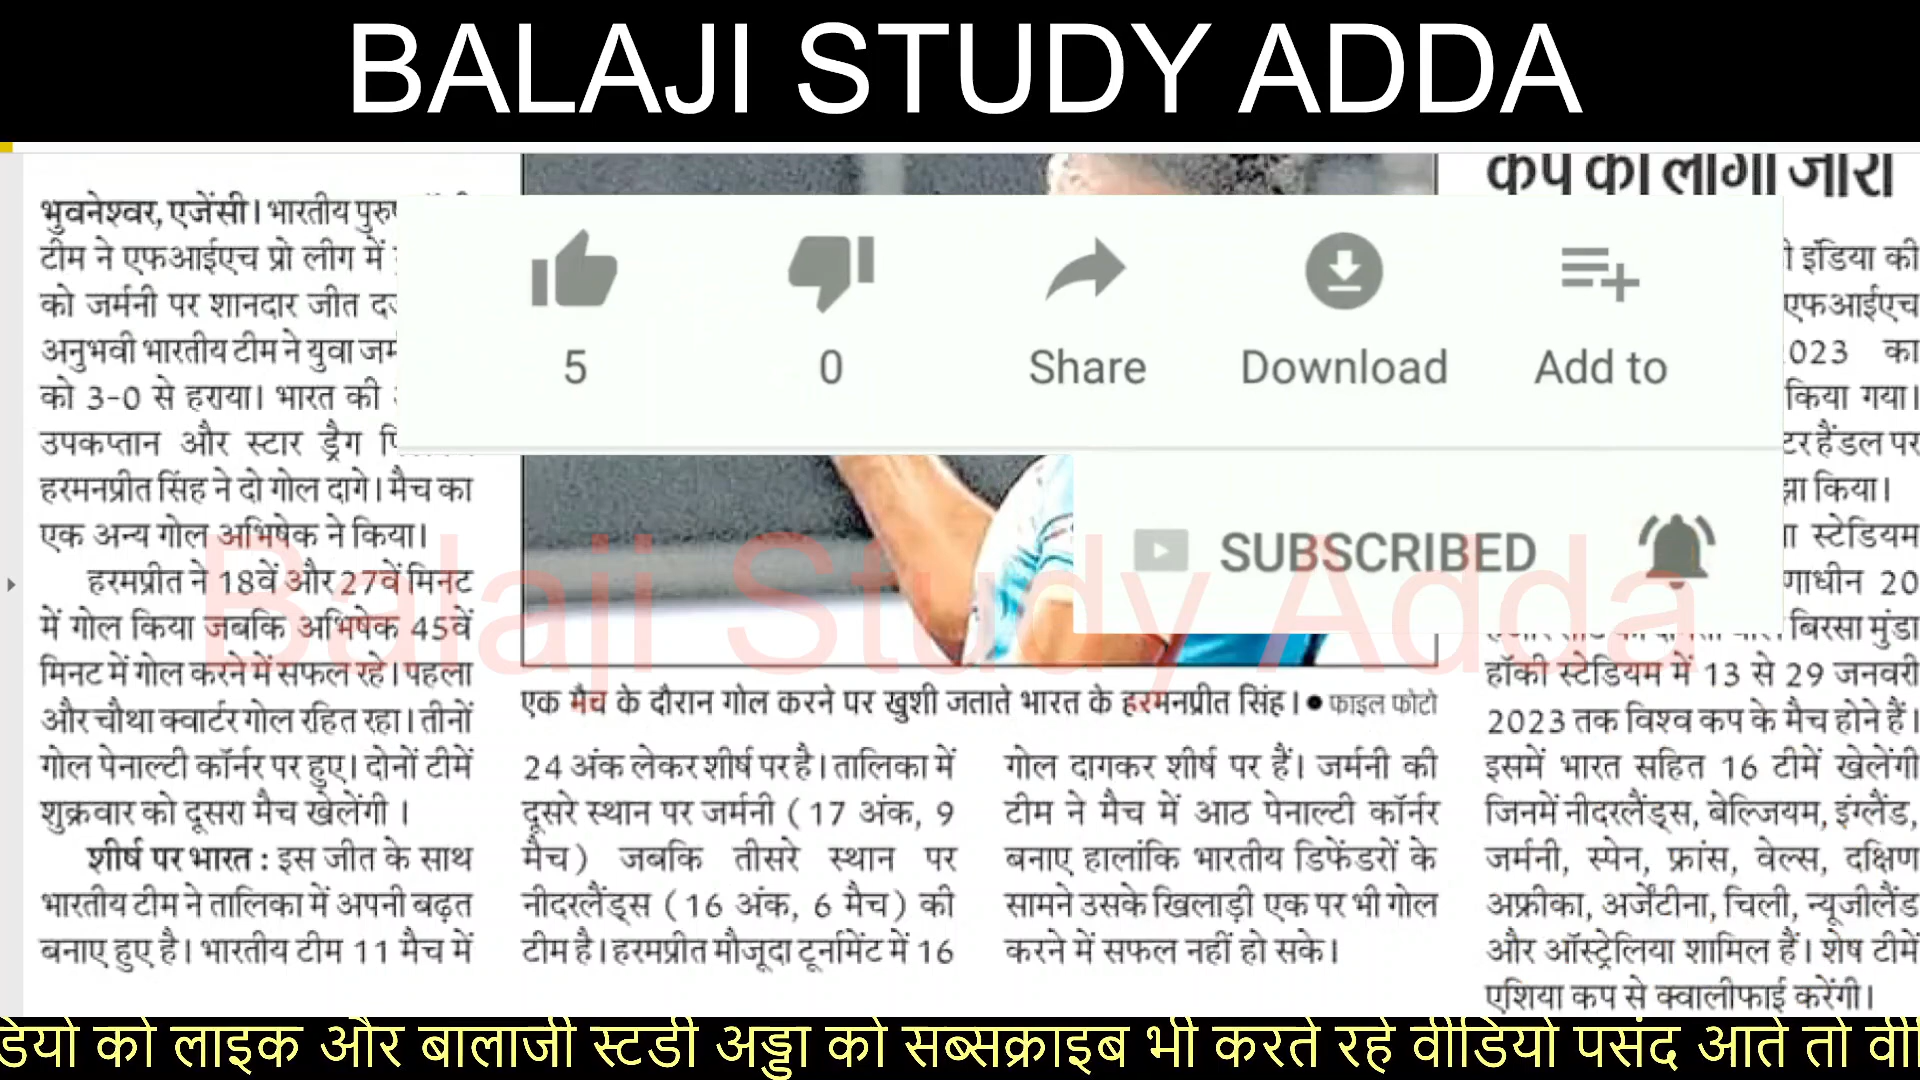 BALAJI STUDY ADDA
भुवनेश्वर, एजेंसी। भारतीय
टीम ने एफआईएच प्रो लीग में
को जर्मनी पर शानदार जीत
अनुभवी भारतीय टीम ने युवा
को 3-0 से हराया। भारत की
उपकप्तान और स्टार ड्रैग
हरमनप्रीत सिंह ने दो गोल दागे। मैच का
एक अन्य गोल अभिषेक ने किया।
हरमप्रीत ने 18वें और 27वें मिनट
में गोल किया जबकि अभिषेक 45वें
मिनट में गोल करने में सफल रहे। पहला
और चौथा क्वार्टर गोल रहित रहा। तीनों
गोल पेनाल्टी कॉर्नर पर हुए। दोनों टीमें
शुक्रवार को दूसरा मैच खेलेंगी ।
शीर्ष पर भारत : इस जीत के साथ
भारतीय टीम ने तालिका में अपनी बढ़त
बनाए हुए है। भारतीय टीम 11 मैच में
5
0
Share
Download
Add to
SUBSCRIBED
Balaji Study Adda
एक मैच के दौरान गोल करने पर खुशी जताते भारत के हरमनप्रीत सिंह। ● फाइल फोटो
24 अंक लेकर शीर्ष पर है। तालिका में
दूसरे स्थान पर जर्मनी (17 अंक, 9
मैच) जबकि तीसरे स्थान पर
नीदरलैंड्स (16 अंक, 6 मैच) की
टीम है। हरमप्रीत मौजूदा टूर्नामेंट में 16
गोल दागकर शीर्ष पर हैं। जर्मनी की
टीम ने मैच में आठ पेनाल्टी कॉर्नर
बनाए हालांकि भारतीय डिफेंडरों के
सामने उसके खिलाड़ी एक पर भी गोल
करने में सफल नहीं हो सके।
कप का लोगो जारी
इंडिया की
एफआईएच
का
किया गया।
हैंडल पर
किया।
स्टेडियम
20
बिरसा मुंडा
हॉकी स्टेडियम में 13 से 29 जनवरी
2023 तक विश्व कप के मैच होने हैं।
इसमें भारत सहित 16 टीमें खेलेंगी
जिनमें नीदरलैंड्स, बेल्जियम, इंग्लैंड,
जर्मनी, स्पेन, फ्रांस, वेल्स, दक्षिण
अफ्रीका, अर्जेंटीना, चिली, न्यूजीलैंड
और ऑस्ट्रेलिया शामिल हैं। शेष टीमें
एशिया कप से क्वालीफाई करेंगी।
को लाइक और बालाजी स्टडी अड्डा को सब्सक्राइब भी करते रहे वीडियो पसंद आते तो